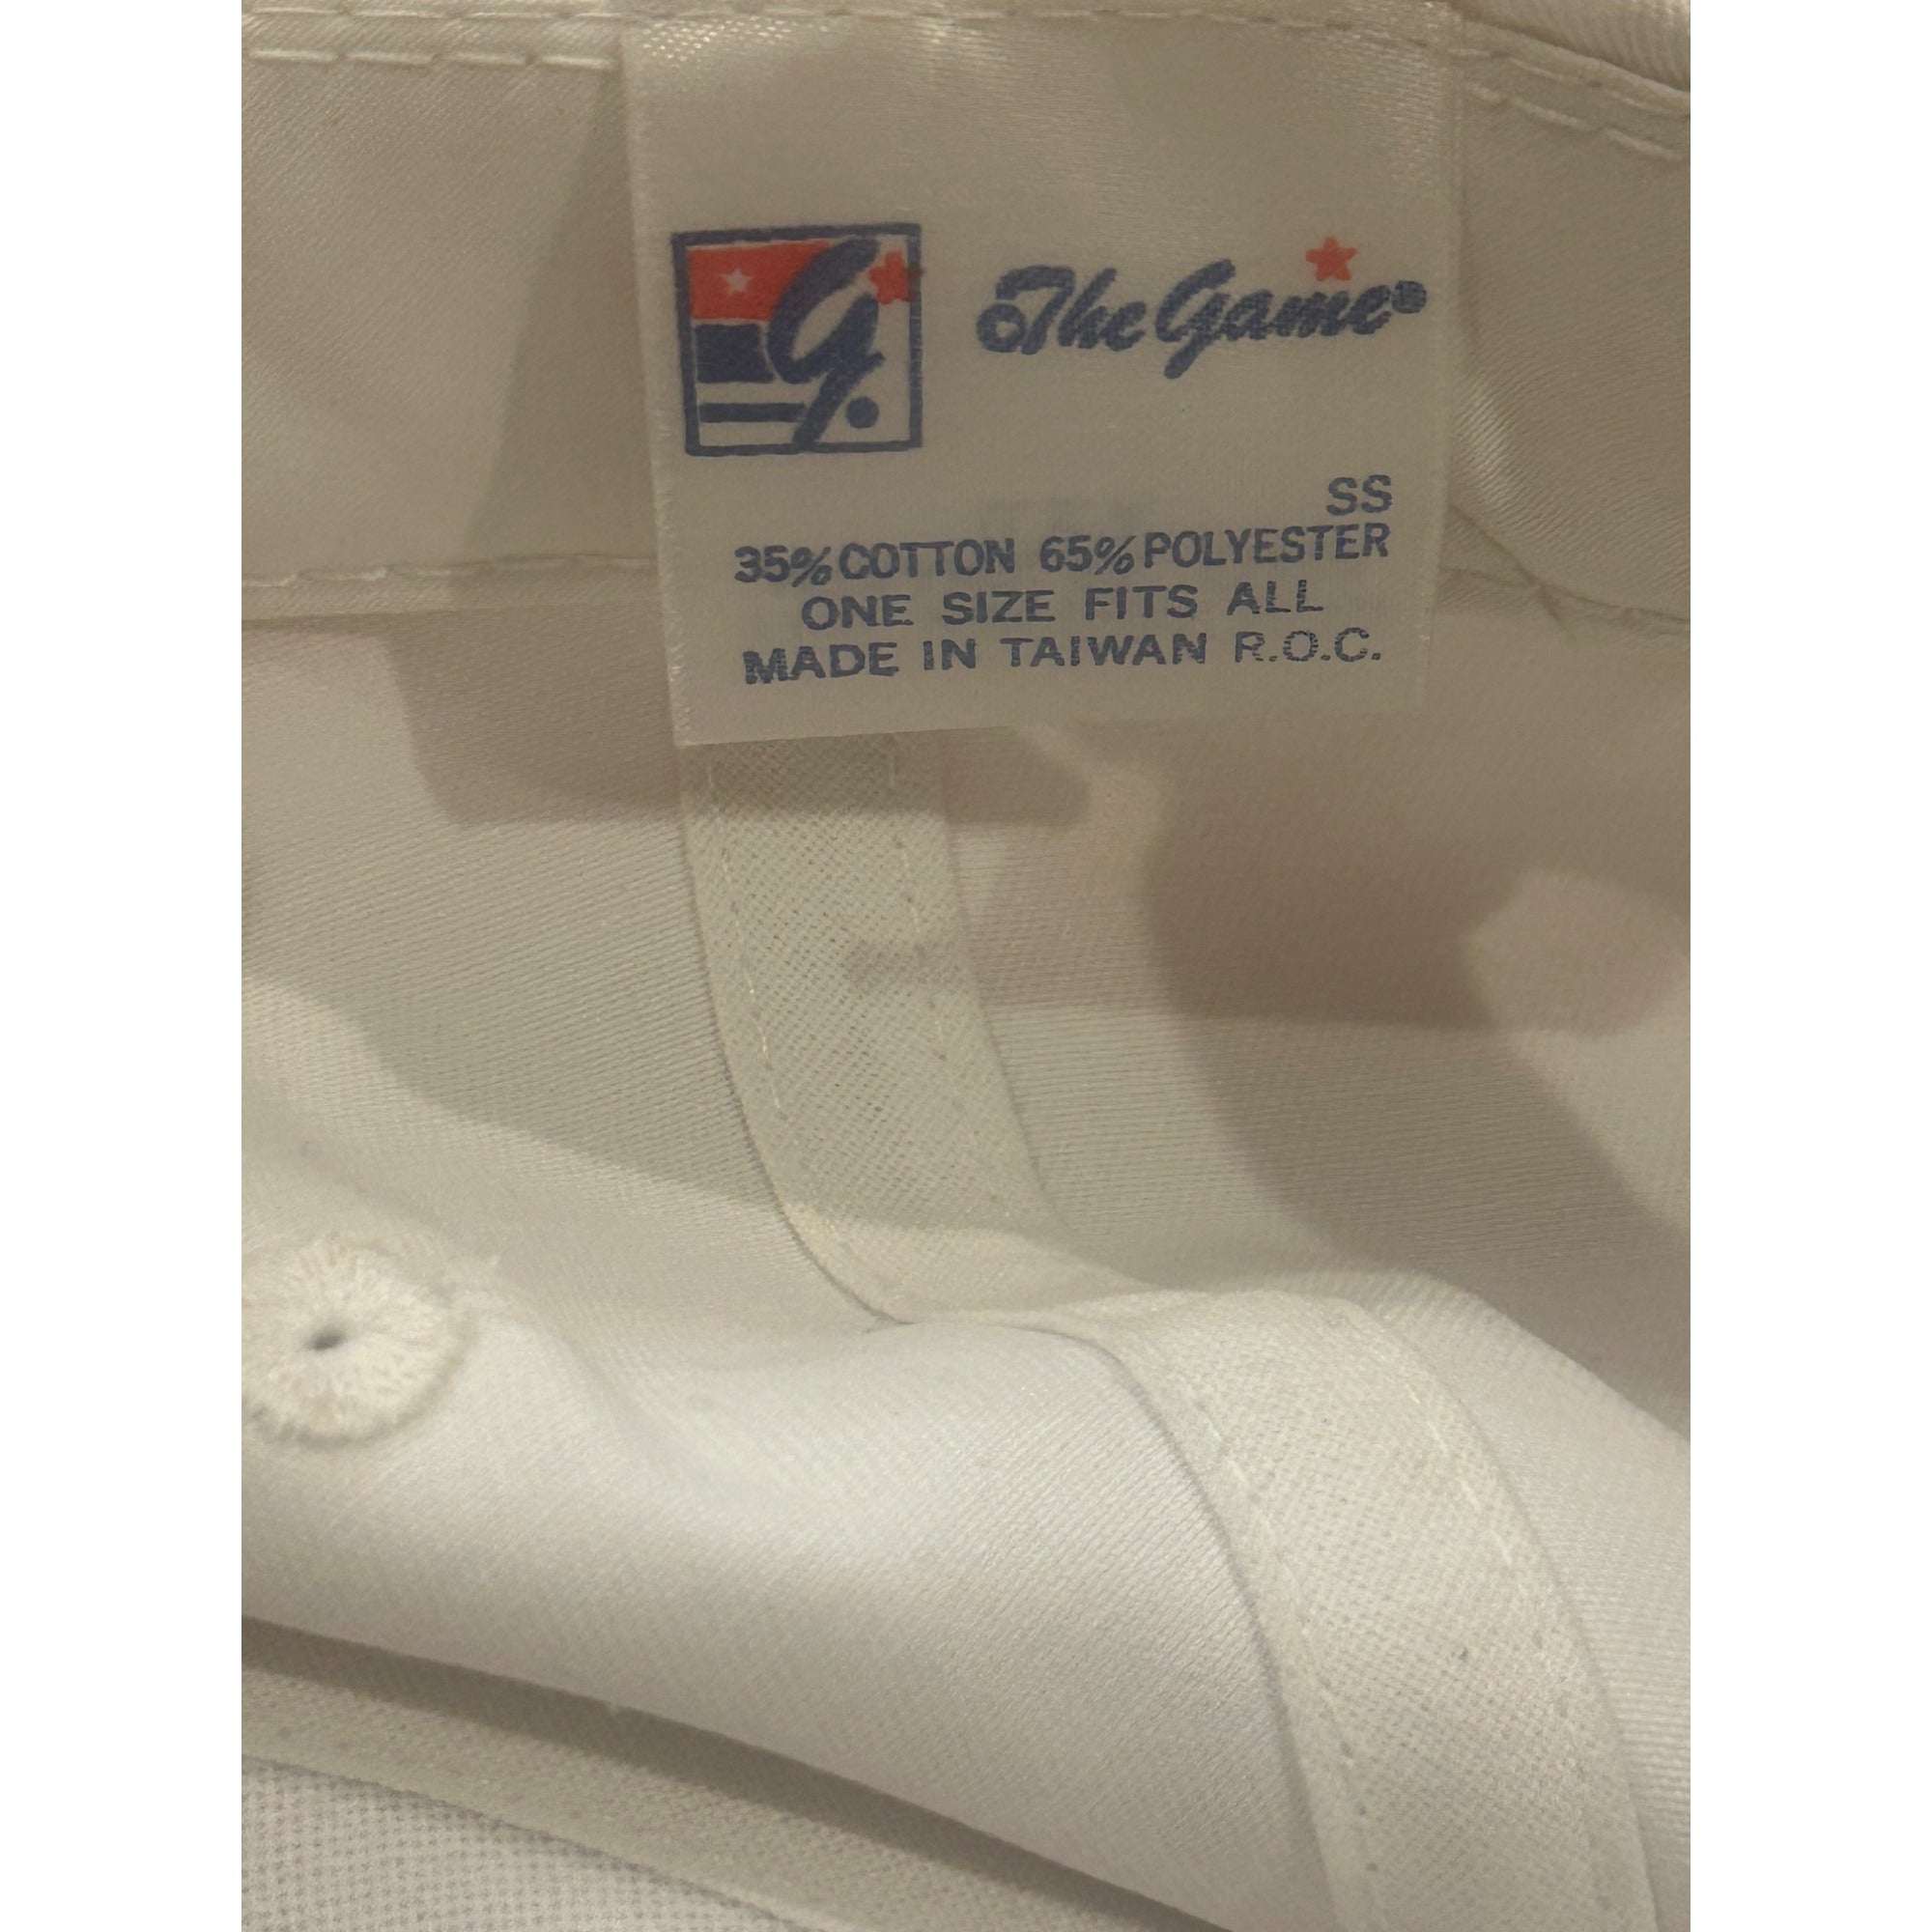 g
The Game®
SS
35% COTTON 65% POLYESTER
ONE SIZE FITS ALL
MADE IN TAIWAN R.O.C.